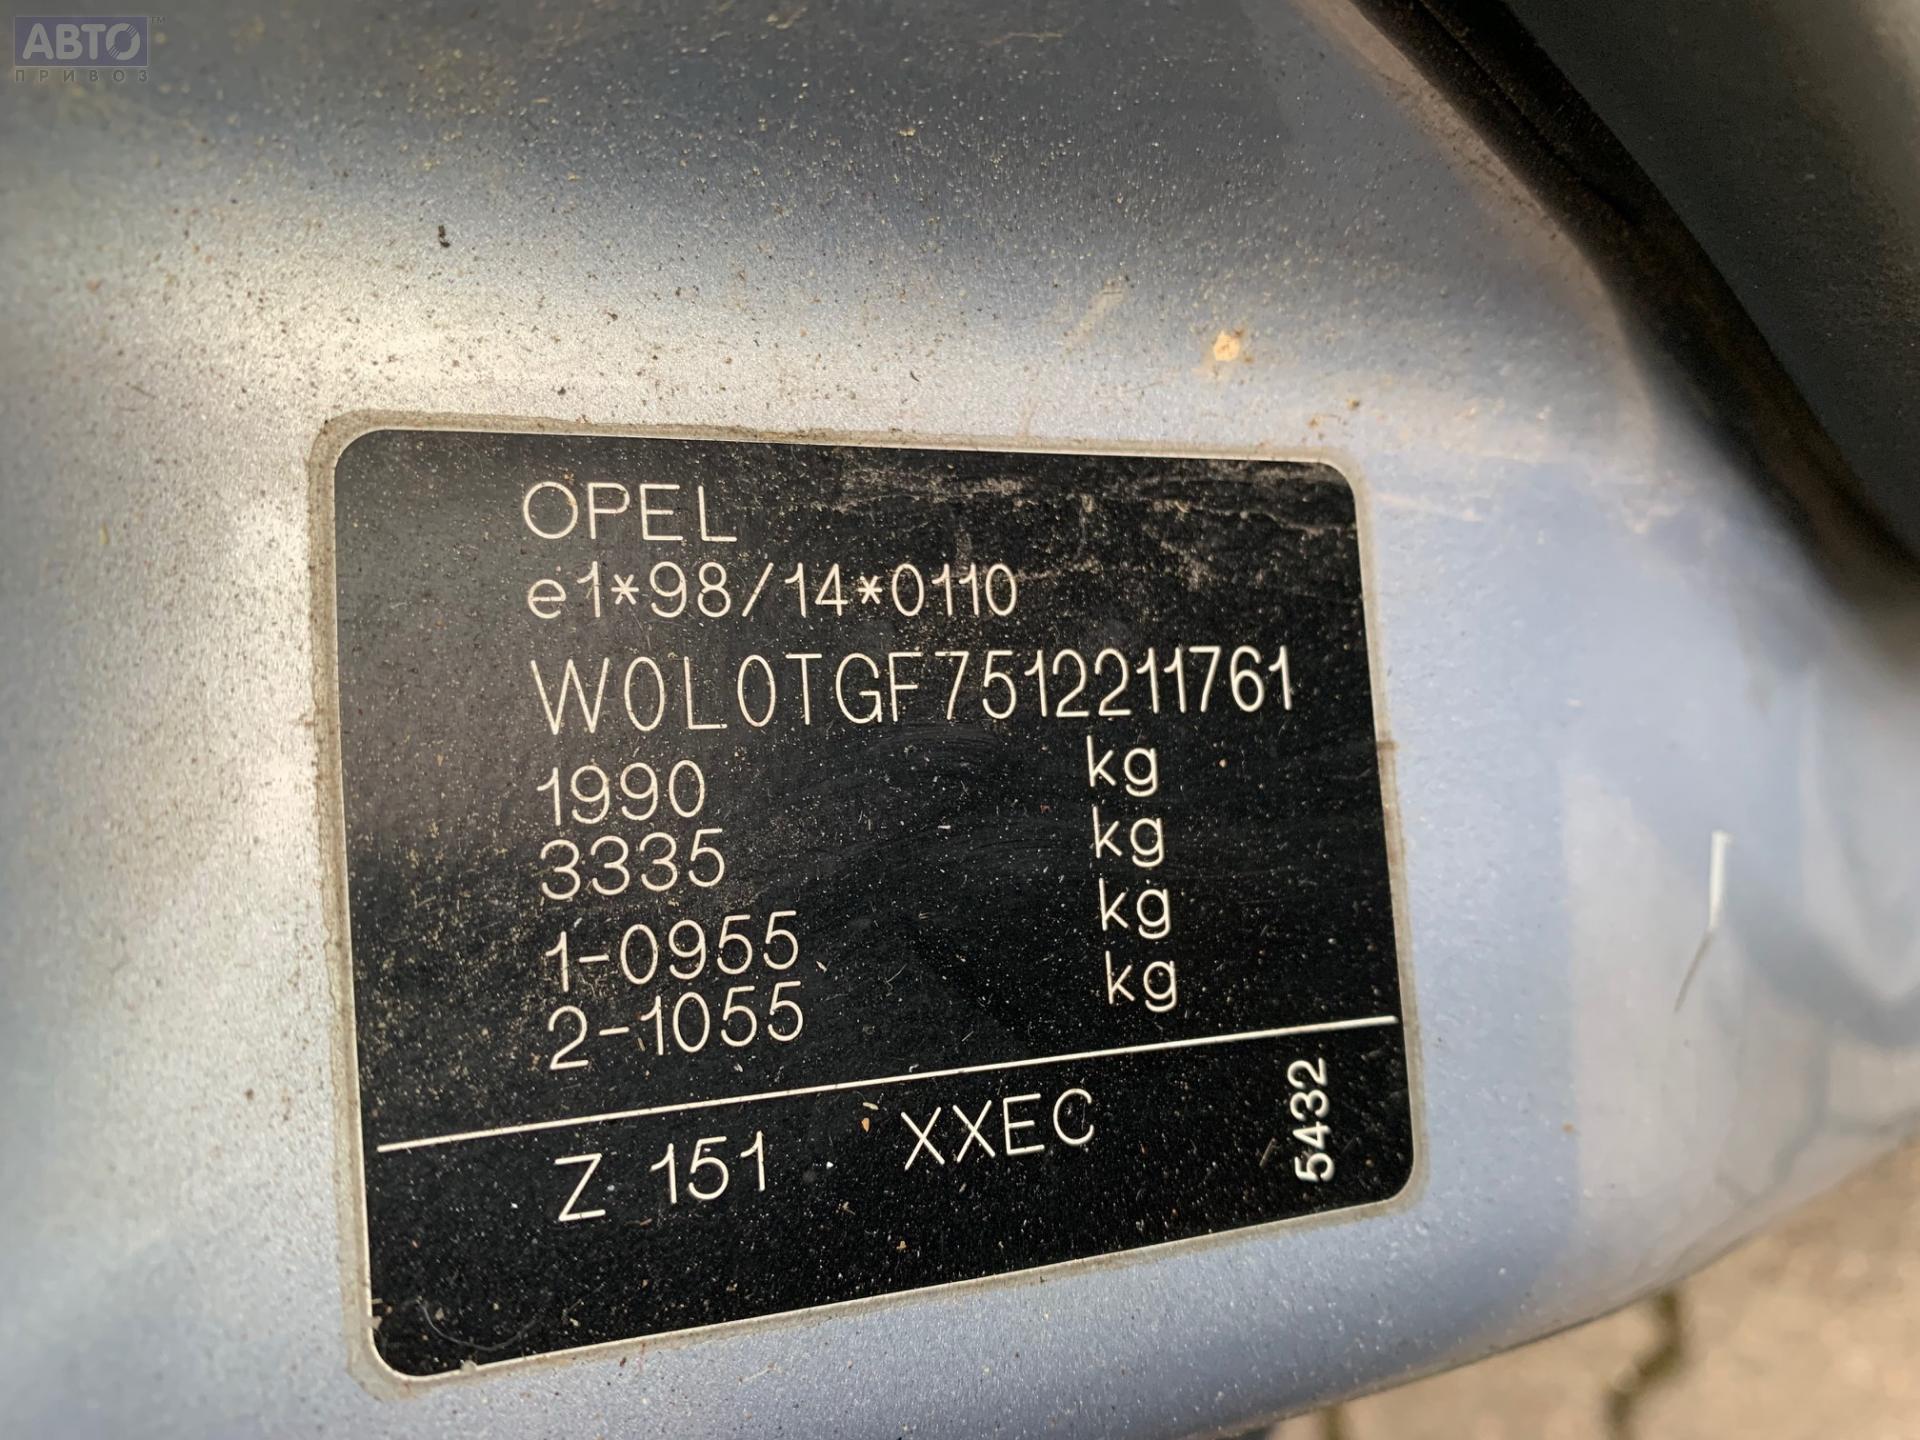 АВТО™
ПРИВОЗ
OPEL
e1*98/14*0110
W0L0TGF7512211761
1990 kg
3335 kg
1-0955 kg
2-1055 kg
Z 151 XXEC
5432